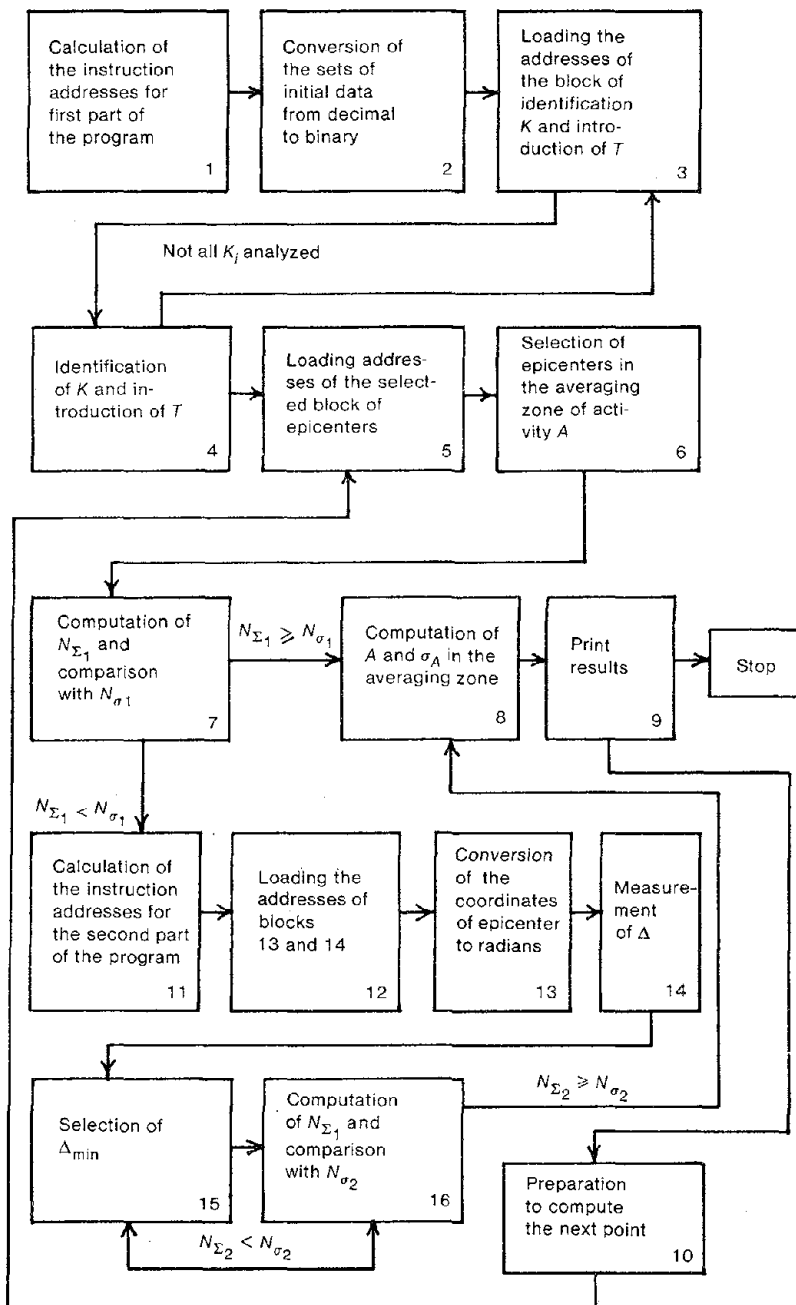 Calculation of
the instruction
addresses for
first part of
the program
1
Conversion of
the sets of
initial data
from decimal
to binary
2
Loading the
addresses of
the block of
identification
K and intro-
duction of T
3
Not all K_i analyzed
Identification
of K and in-
troduction of T
4
Loading addres-
ses of the select-
ed block of
epicenters
5
Selection of
epicenters in
the averaging
zone of acti-
vity A
6
Computation of
N_Σ₁ and
comparison
with N_σ1
7
N_Σ₁ ⩾ N_σ₁
Computation of
A and σ_A in the
averaging zone
8
Print
results
9
Stop
N_Σ₁ < N_σ₁
Calculation of
the instruction
addresses for
the second part
of the program
11
Loading the
addresses of
blocks
13 and 14
12
Conversion
of the
coordinates
of epicenter
to radians
13
Measure-
ment
of Δ
14
Selection of
Δ_min
15
Computation
of N_Σ₁ and
comparison
with N_σ₂
16
N_Σ₂ ⩾ N_σ₂
N_Σ₂ < N_σ₂
Preparation
to compute
the next point
10